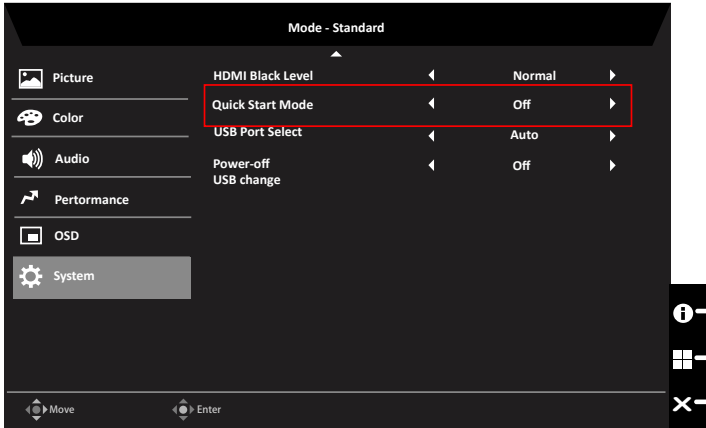 Mode - Standard
Picture
Color
Audio
Pertormance
OSD
System
HDMI Black Level Normal
Quick Start Mode Off
USB Port Select Auto
Power-off Off
USB change
Move Enter